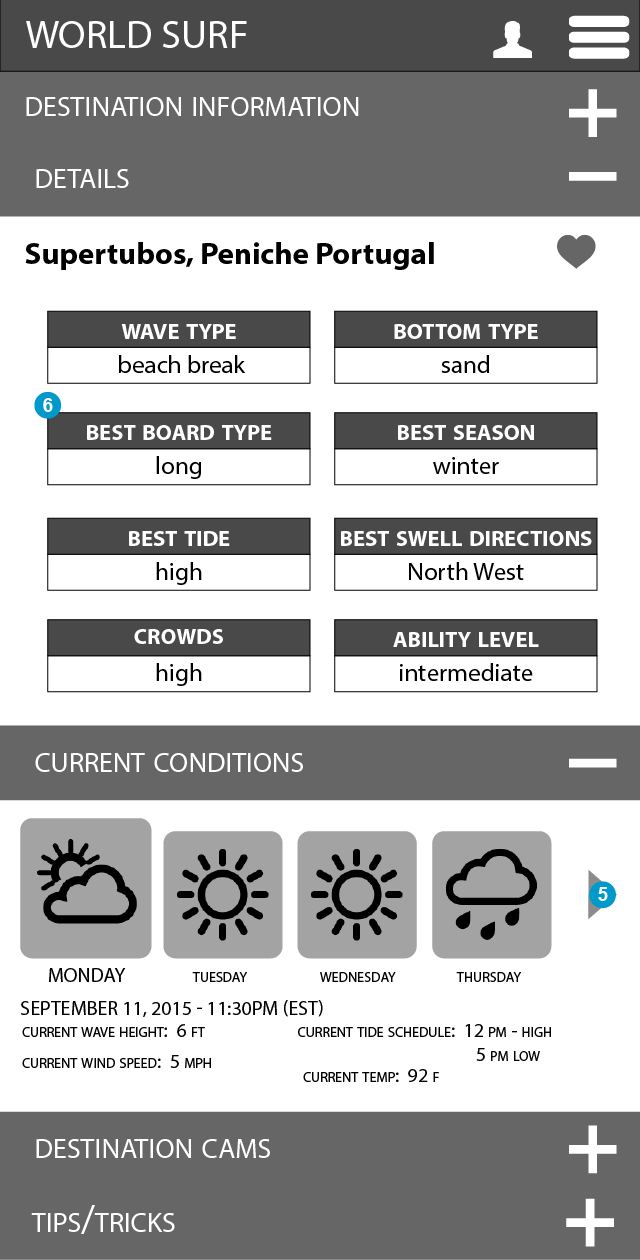 WORLD SURF
DESTINATION INFORMATION
DETAILS
Supertubos, Peniche Portugal
WAVE TYPE
beach break
BOTTOM TYPE
sand
6
BEST BOARD TYPE
long
BEST SEASON
winter
BEST TIDE
high
BEST SWELL DIRECTIONS
North West
CROWDS
high
ABILITY LEVEL
intermediate
CURRENT CONDITIONS
5
MONDAY
TUESDAY
WEDNESDAY
THURSDAY
SEPTEMBER 11, 2015 - 11:30PM (EST)
CURRENT WAVE HEIGHT: 6 FT
CURRENT WIND SPEED: 5 MPH
CURRENT TIDE SCHEDULE: 12 PM - HIGH
5 PM LOW
CURRENT TEMP: 92 F
DESTINATION CAMS
TIPS/TRICKS